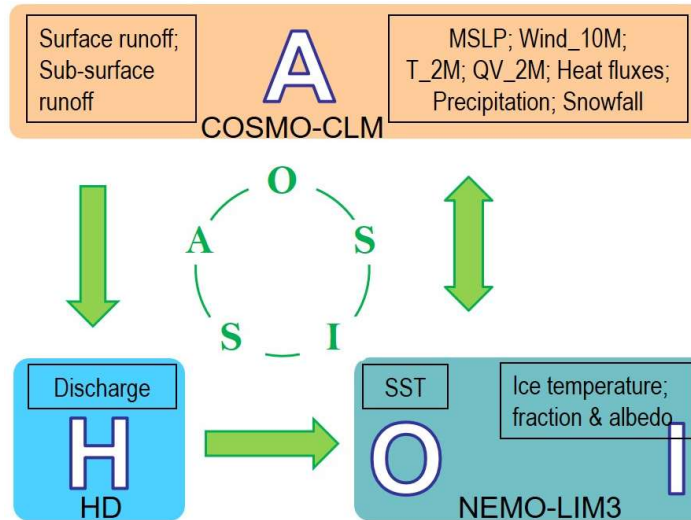 Surface runoff;
Sub-surface
runoff
A
MSLP; Wind_10M;
T_2M; QV_2M; Heat fluxes;
Precipitation; Snowfall
COSMO-CLM
O
A
S
S
I
Discharge
H
HD
SST
Ice temperature;
fraction & albedo
O
I
NEMO-LIM3